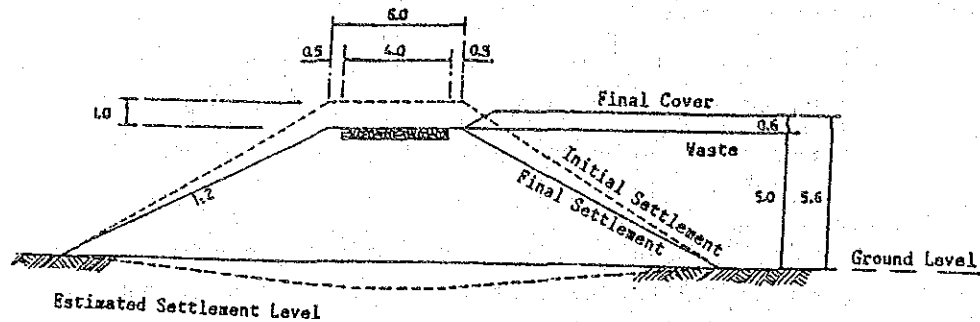 6.0
0.5 4.0 0.5
1.0
Final Cover
0.6
Waste
Initial Settlement
Final Settlement
1:2
5.0 5.6
Ground Level
Estimated Settlement Level